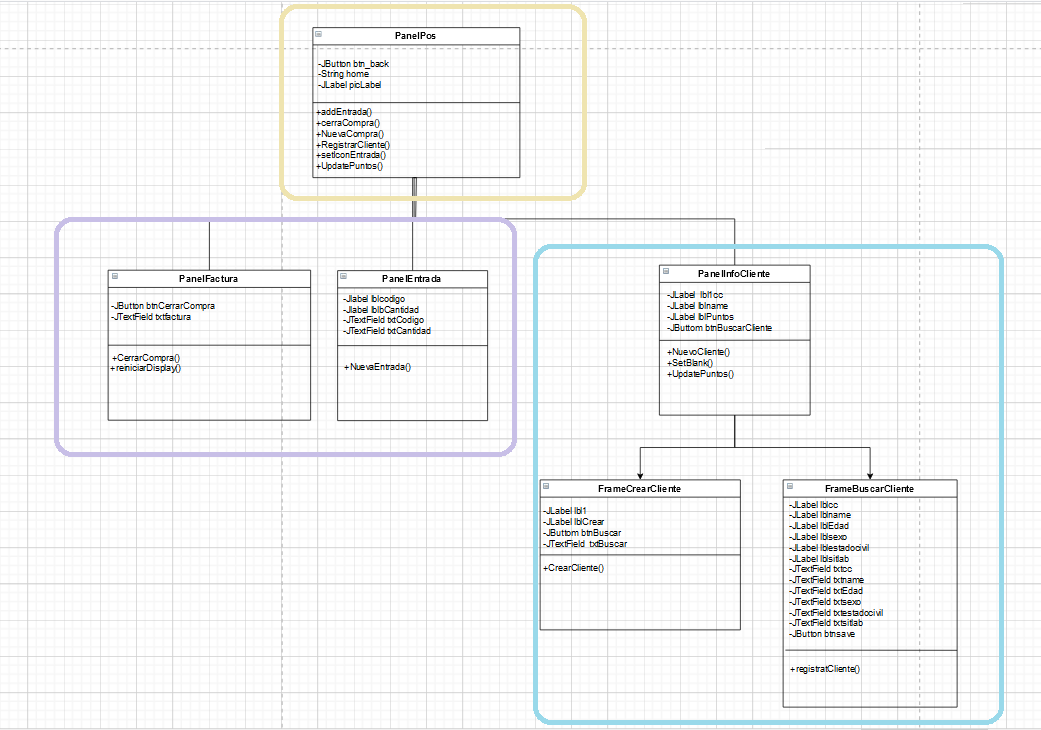 PanelPos
-JButton btn_back
-String home
-JLabel picLabel
+addEntrada()
+cerraCompra()
+NuevaCompra()
+RegistrarCliente()
+setIconEntrada()
+UpdatePuntos()
PanelFactura
-JButton btnCerrarCompra
-JTextField txtfactura
+CerrarCompra()
+reiniciarDisplay()
PanelEntrada
-Jlabel lblcodigo
-Jlabel lblbCantidad
-JTextField txtCodigo
-JTextField txtCantidad
+NuevaEntrada()
PanelInfoCliente
-JLabel lbl1cc
-JLabel lblname
-JLabel lblPuntos
-JButtom btnBuscarCliente
+NuevoCliente()
+SetBlank()
+UpdatePuntos()
FrameCrearCliente
-JLabel lbl1
-JLabel lblCrear
-JButtom btnBuscar
-JTextField txtBuscar
+CrearCliente()
FrameBuscarCliente
-JLabel lblcc
-JLabel lblname
-JLabel lblEdad
-JLabel lblsexo
-JLabel lblestadocivil
-JLabel lblsitlab
-JTextField txtcc
-JTextField txtname
-JTextField txtEdad
-JTextField txtsexo
-JTextField txtestadocivil
-JTextField txtsitlab
-JButton btnsave
+registratCliente()